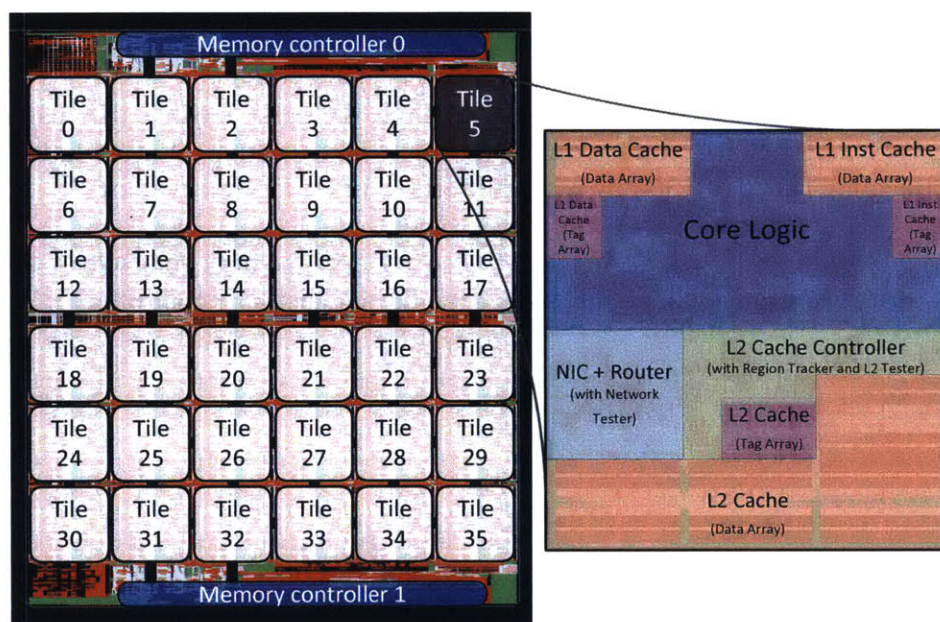 Memory controller 0
Tile 0
Tile 1
Tile 2
Tile 3
Tile 4
Tile 5
Tile 6
Tile 7
Tile 8
Tile 9
Tile 10
Tile 11
Tile 12
Tile 13
Tile 14
Tile 15
Tile 16
Tile 17
Tile 18
Tile 19
Tile 20
Tile 21
Tile 22
Tile 23
Tile 24
Tile 25
Tile 26
Tile 27
Tile 28
Tile 29
Tile 30
Tile 31
Tile 32
Tile 33
Tile 34
Tile 35
Memory controller 1
L1 Data Cache
(Data Array)
L1 Inst Cache
(Data Array)
L1 Data
Cache
(Tag
Array)
L1 Inst
Cache
(Tag
Array)
Core Logic
NIC + Router
(with Network
Tester)
L2 Cache Controller
(with Region Tracker and L2 Tester)
L2 Cache
(Tag Array)
L2 Cache
(Data Array)